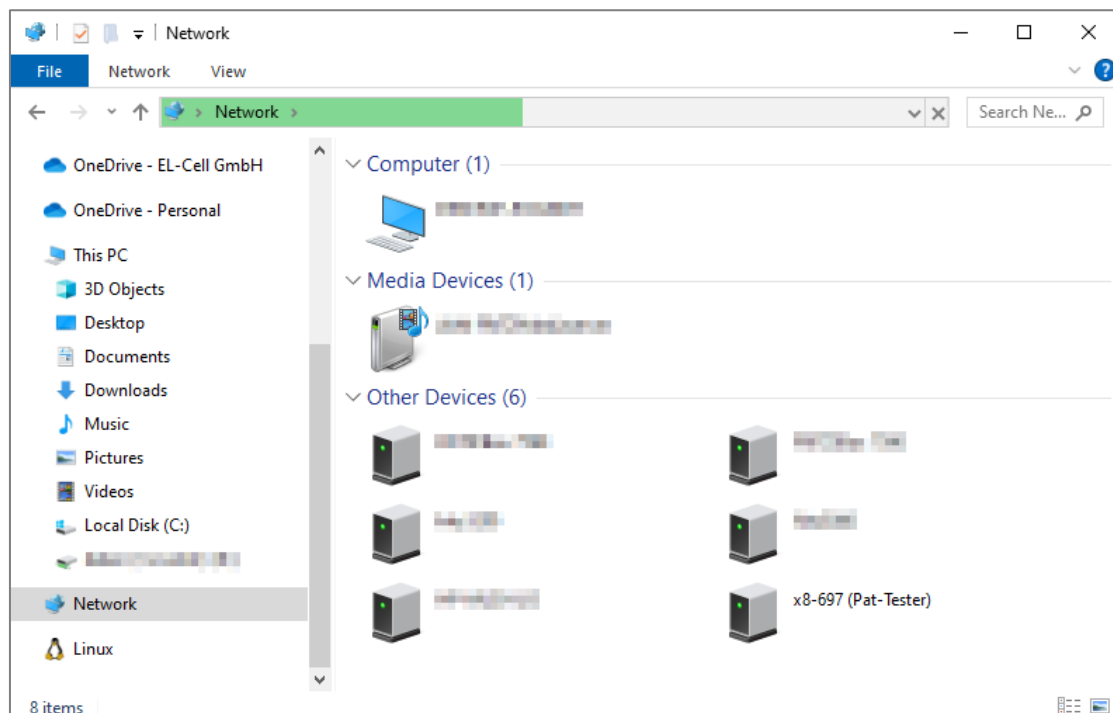 Network
File Network View
Network
Search Ne...
OneDrive - EL-Cell GmbH
OneDrive - Personal
This PC
3D Objects
Desktop
Documents
Downloads
Music
Pictures
Videos
Local Disk (C:)
Network
Linux
Computer (1)
Media Devices (1)
Other Devices (6)
x8-697 (Pat-Tester)
8 items